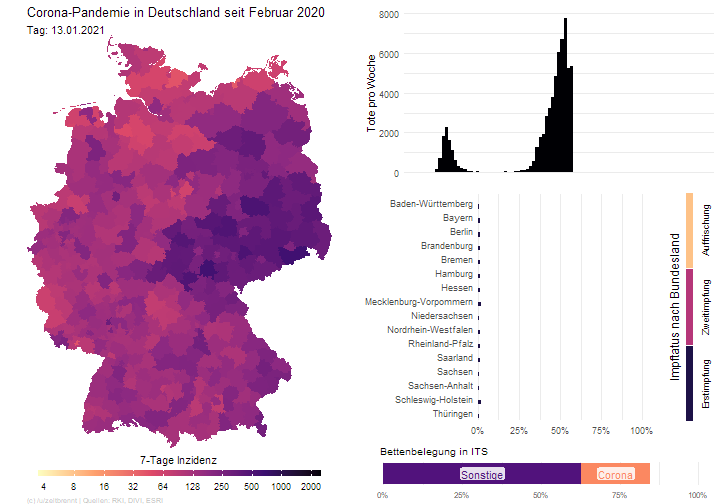 Corona-Pandemie in Deutschland seit Februar 2020
Tag: 13.01.2021
7-Tage Inzidenz
4 8 16 32 64 128 250 500 1000 2000
(c) /u/zeitbrennt | Quellen: RKI, DIVI, ESRI
Tote pro Woche
8000
6000
4000
2000
0
Baden-Württemberg
Bayern
Berlin
Brandenburg
Bremen
Hamburg
Hessen
Mecklenburg-Vorpommern
Niedersachsen
Nordrhein-Westfalen
Rheinland-Pfalz
Saarland
Sachsen
Sachsen-Anhalt
Schleswig-Holstein
Thüringen
0% 25% 50% 75% 100%
Impfstatus nach Bundesland
Auffrischung
Zweitimpfung
Erstimpfung
Bettenbelegung in ITS
Sonstige Corona
0% 25% 50% 75% 100%